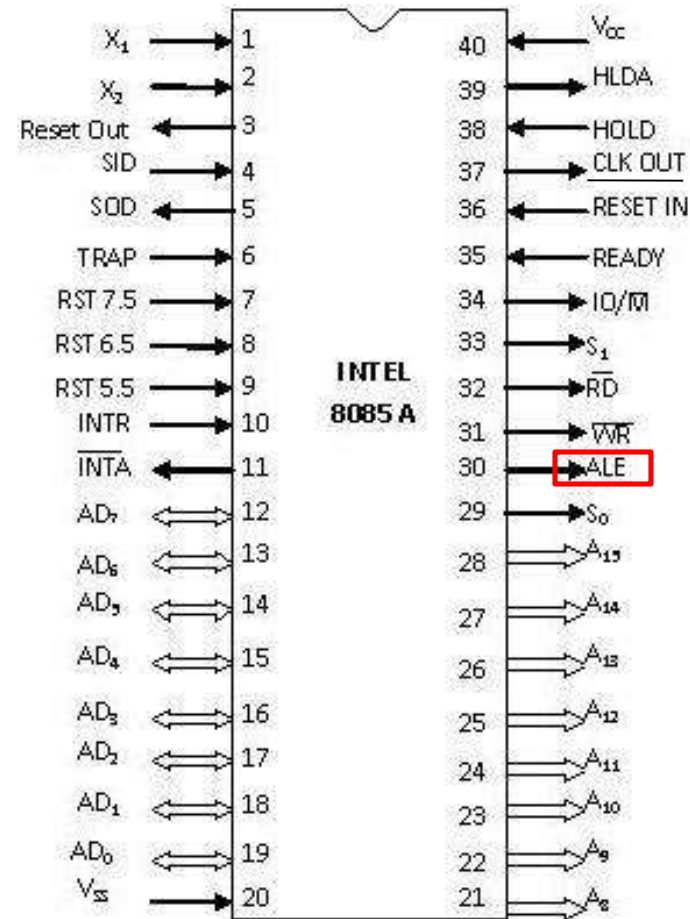 X₁ 1 40 Vcc
X₂ 2 39 HLDA
Reset Out 3 38 HOLD
SID 4 37 CLK OUT
SOD 5 36 RESET IN
TRAP 6 35 READY
RST 7.5 7 34 IO/M̅
RST 6.5 8 33 S₁
RST 5.5 9 32 R̅D̅
INTR 10 31 W̅R̅
I̅N̅T̅A̅ 11 30 ALE
INTEL
8085 A
AD₇ 12 29 S₀
AD₆ 13 28 A₁₅
AD₅ 14 27 A₁₄
AD₄ 15 26 A₁₃
AD₃ 16 25 A₁₂
AD₂ 17 24 A₁₁
AD₁ 18 23 A₁₀
AD₀ 19 22 A₉
Vss 20 21 A₈